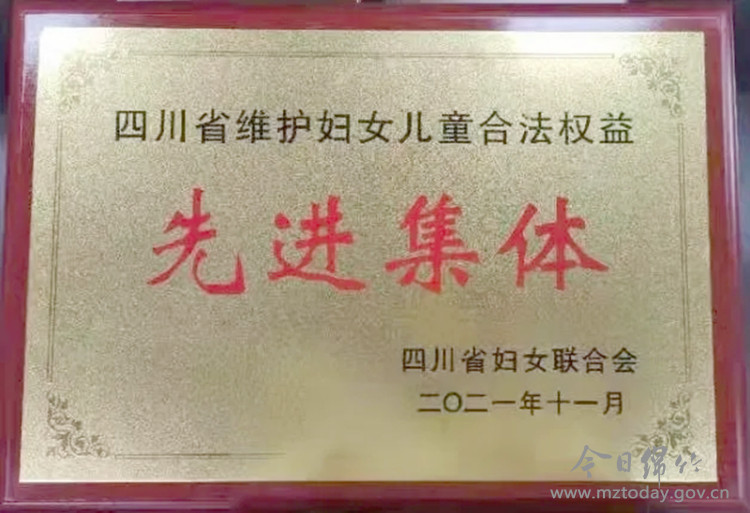 四川省维护妇女儿童合法权益
先进集体
四川省妇女联合会
二〇二一年十一月
今日绵竹
www.mztoday.gov.cn